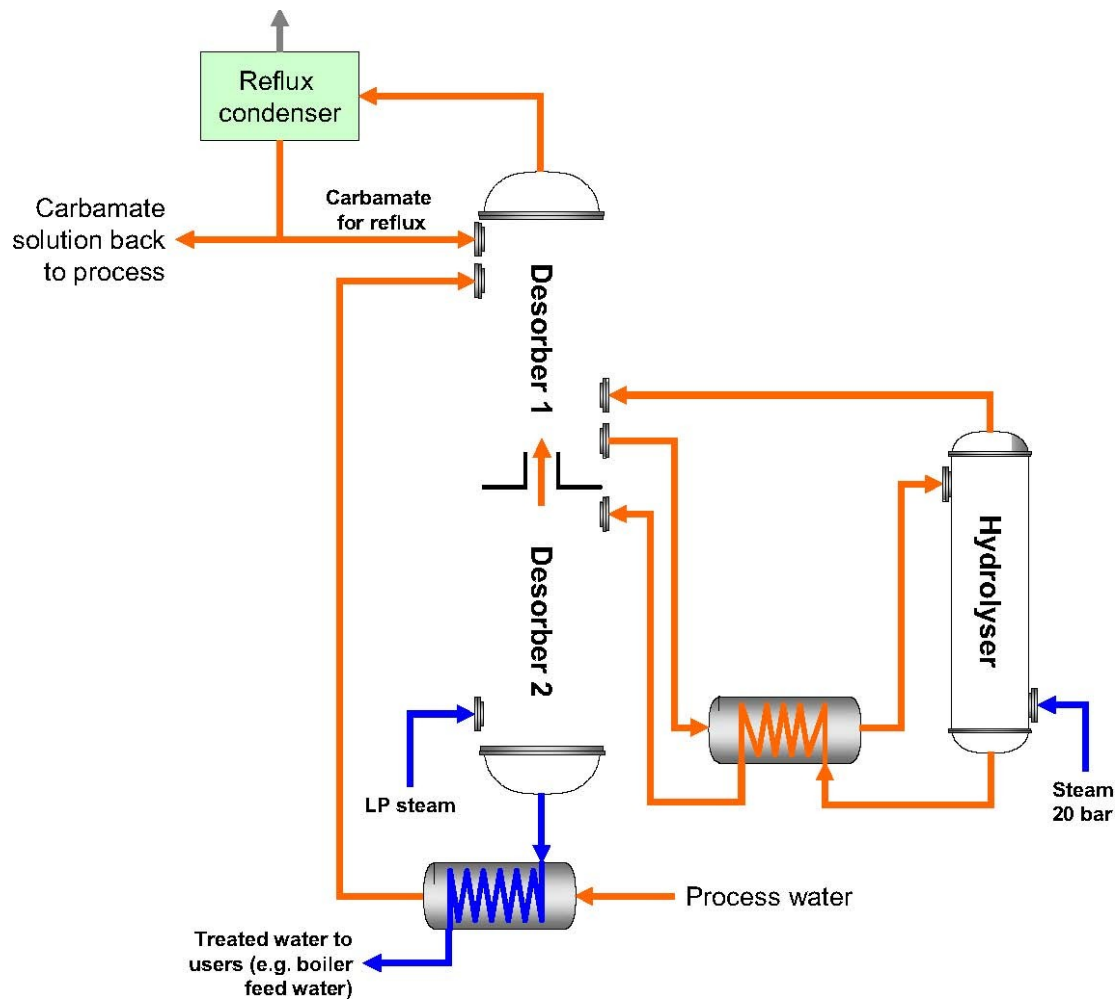 Reflux
condenser
Carbamate
for reflux
Carbamate
solution back
to process
Desorber 1
Desorber 2
Hydrolyser
LP steam
Steam
20 bar
Process water
Treated water to
users (e.g. boiler
feed water)